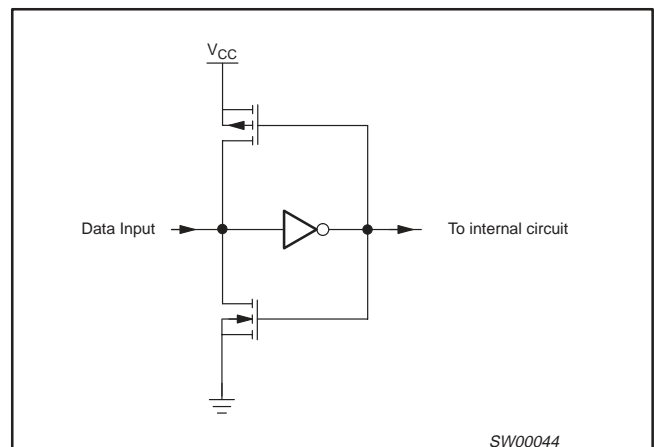 VCC
Data Input
To internal circuit
SW00044